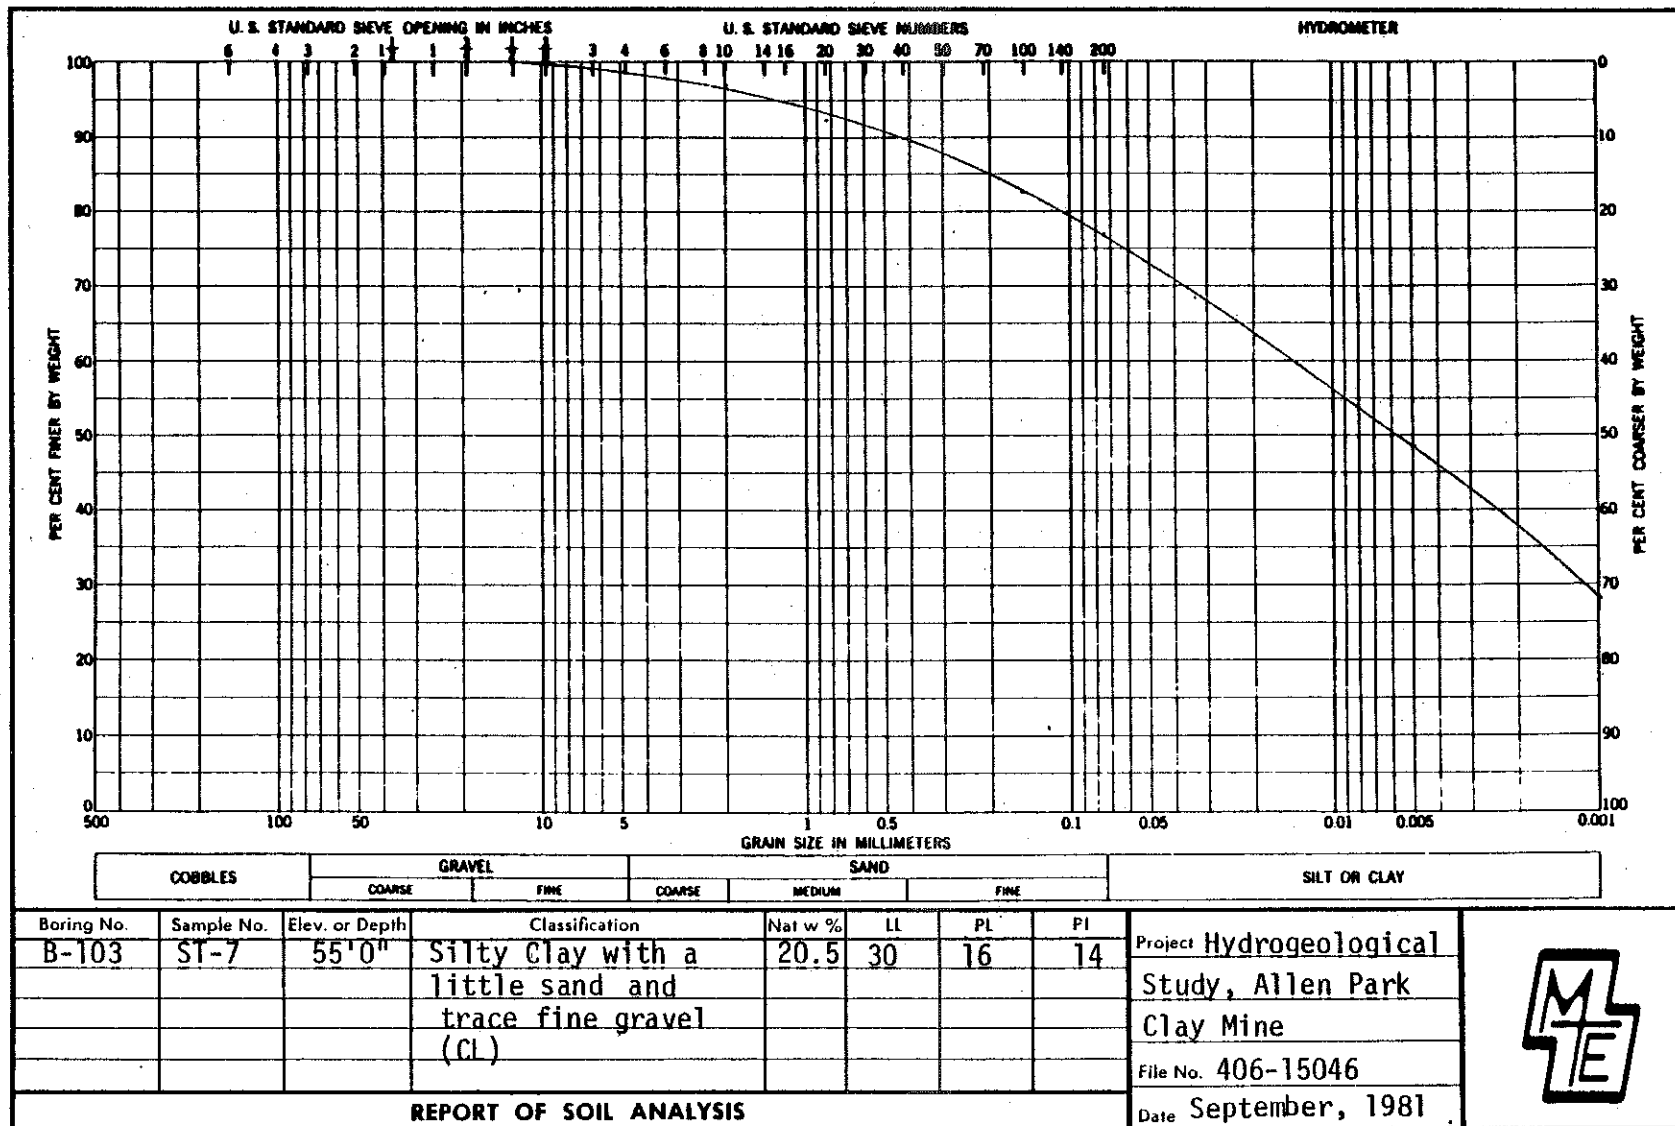 U. S. STANDARD SIEVE OPENING IN INCHES
U. S. STANDARD SIEVE NUMBERS
HYDROMETER
6 4 3 2 1 3 4 6 8 10 14 16 20 30 40 50 70 100 140 200
100 0
90 10
80 20
70 30
60 40
50 50
40 60
30 70
20 80
10 90
0 100
PER CENT FINER BY WEIGHT
PER CENT COARSER BY WEIGHT
500 100 50 10 5 1 0.5 0.1 0.05 0.01 0.005 0.001
GRAIN SIZE IN MILLIMETERS
COBBLES GRAVEL SAND SILT OR CLAY
COARSE FINE COARSE MEDIUM FINE
Boring No. Sample No. Elev. or Depth Classification Nat w % LL PL PI
B-103 ST-7 55'0" Silty Clay with a 20.5 30 16 14
little sand and
trace fine gravel
(CL)
Project Hydrogeological
Study, Allen Park
Clay Mine
File No. 406-15046
Date September, 1981
REPORT OF SOIL ANALYSIS
MTE